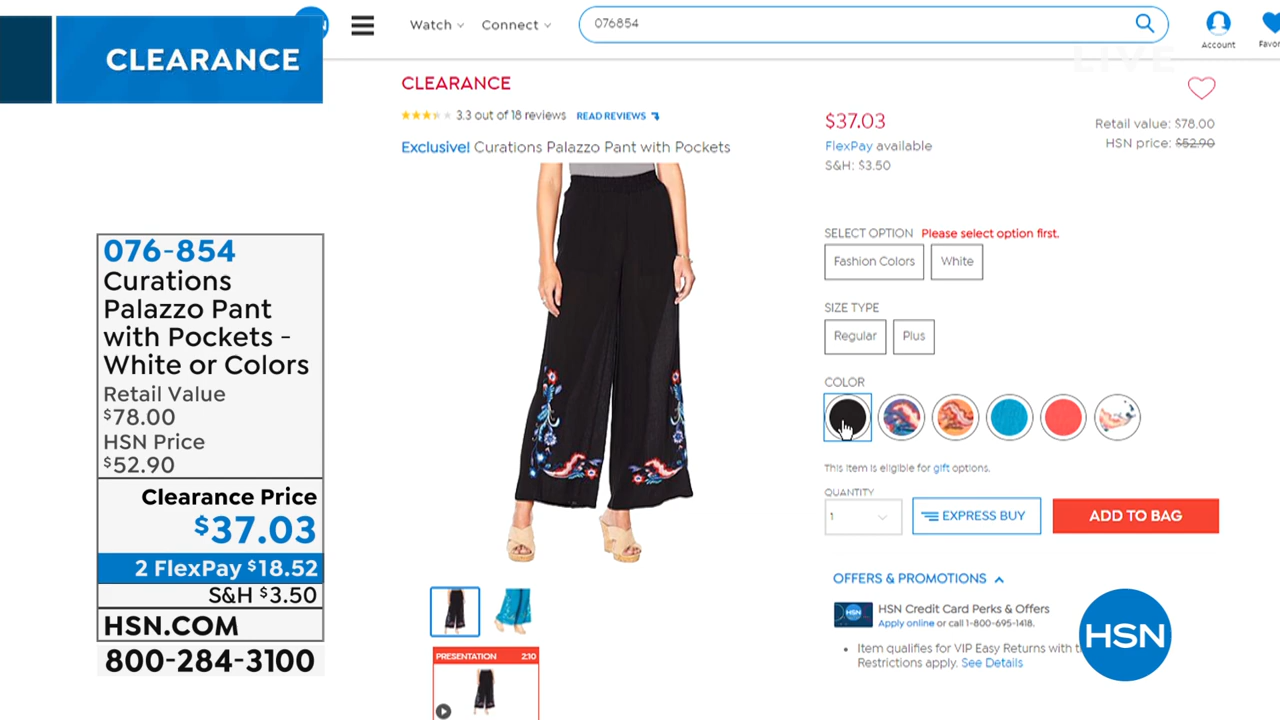 CLEARANCE
HSN
Watch
Connect
076854
Account
LIVE
CLEARANCE
3.3 out of 18 reviews READ REVIEWS
Exclusive! Curations Palazzo Pant with Pockets
$37.03
FlexPay available
S&H: $3.50
Retail value: $78.00
HSN price: $52.90
076-854
Curations
Palazzo Pant
with Pockets -
White or Colors
Retail Value
$78.00
HSN Price
$52.90
Clearance Price
$37.03
2 FlexPay $18.52
S&H $3.50
HSN.COM
800-284-3100
SELECT OPTION Please select option first.
Fashion Colors
White
SIZE TYPE
Regular
Plus
COLOR
This item is eligible for gift options.
QUANTITY
1
EXPRESS BUY
ADD TO BAG
OFFERS & PROMOTIONS
HSN
HSN Credit Card Perks & Offers
Apply online or call 1-800-695-1418.
Item qualifies for VIP Easy Returns with
Restrictions apply. See Details
HSN
PRESENTATION 2:10